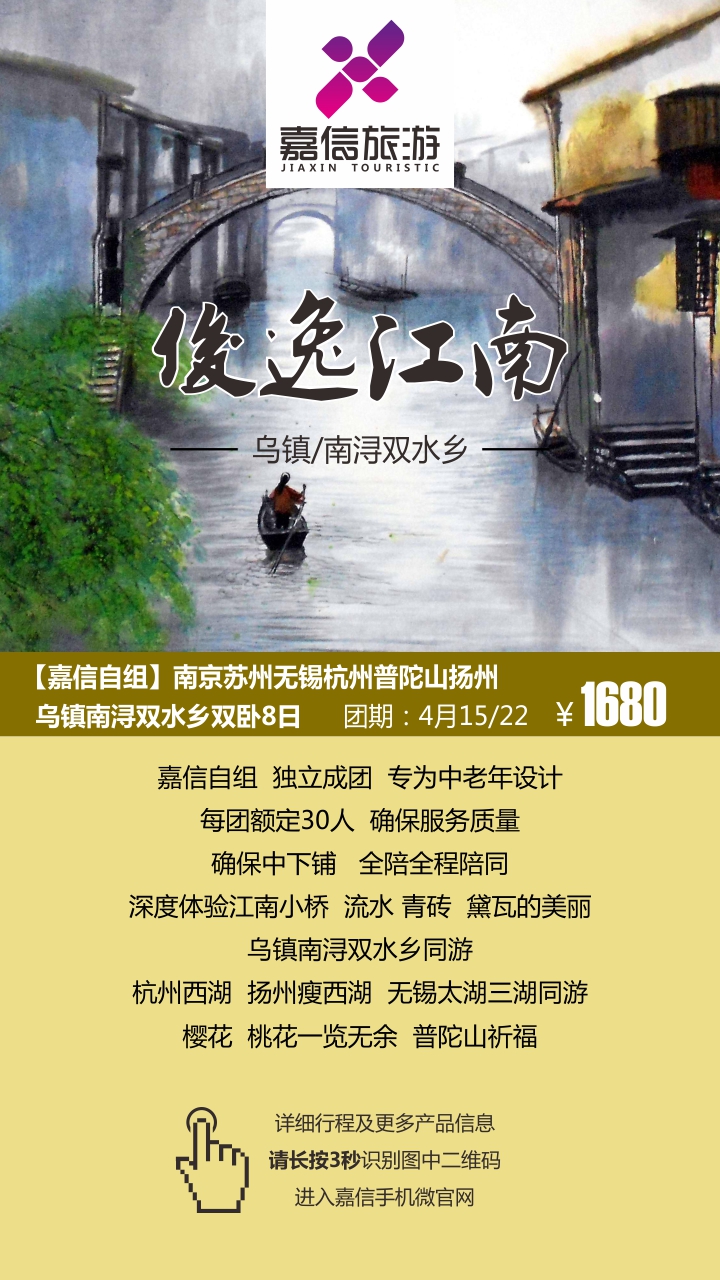 嘉信旅游
JIAXIN TOURISTIC
俊逸江南
乌镇/南浔双水乡
【嘉信自组】南京苏州无锡杭州普陀山扬州
乌镇南浔双水乡双卧8日 团期：4月15/22 ¥1680
嘉信自组 独立成团 专为中老年设计
每团额定30人 确保服务质量
确保中下铺 全陪全程陪同
深度体验江南小桥 流水 青砖 黛瓦的美丽
乌镇南浔双水乡同游
杭州西湖 扬州瘦西湖 无锡太湖三湖同游
樱花 桃花一览无余 普陀山祈福
详细行程及更多产品信息
请长按3秒识别图中二维码
进入嘉信手机微官网